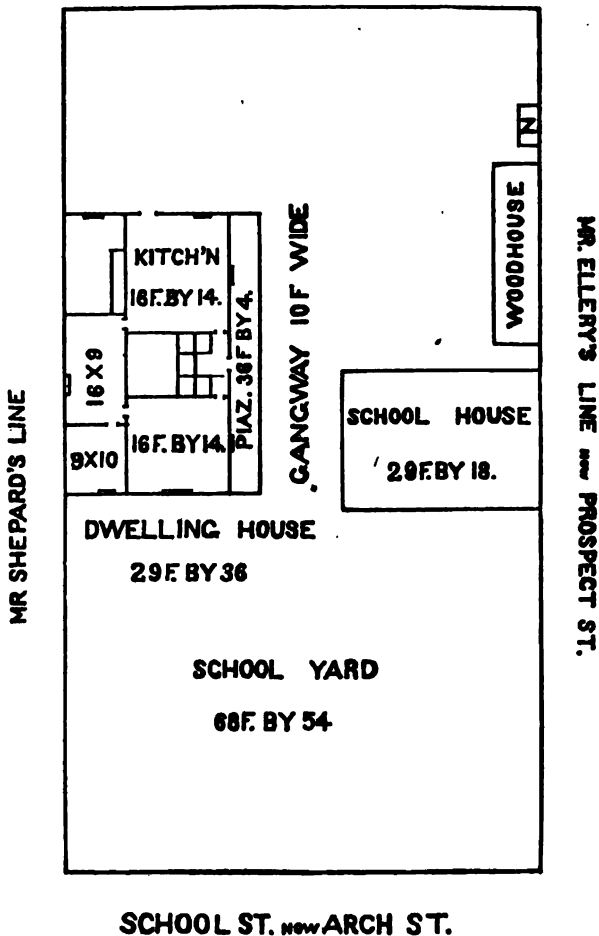 N
WOODHOUSE
KITCH'N
16F.BY 14.
PIAZ. 36F BY 4.
GANGWAY 10F WIDE
16 X 9
9X10
16F.BY 14.
SCHOOL HOUSE
29F.BY 18.
DWELLING HOUSE
29F. BY 36
SCHOOL YARD
68F. BY 54
MR SHEPARD'S LINE
MR. ELLERY'S LINE now PROSPECT ST.
SCHOOL ST. now ARCH ST.